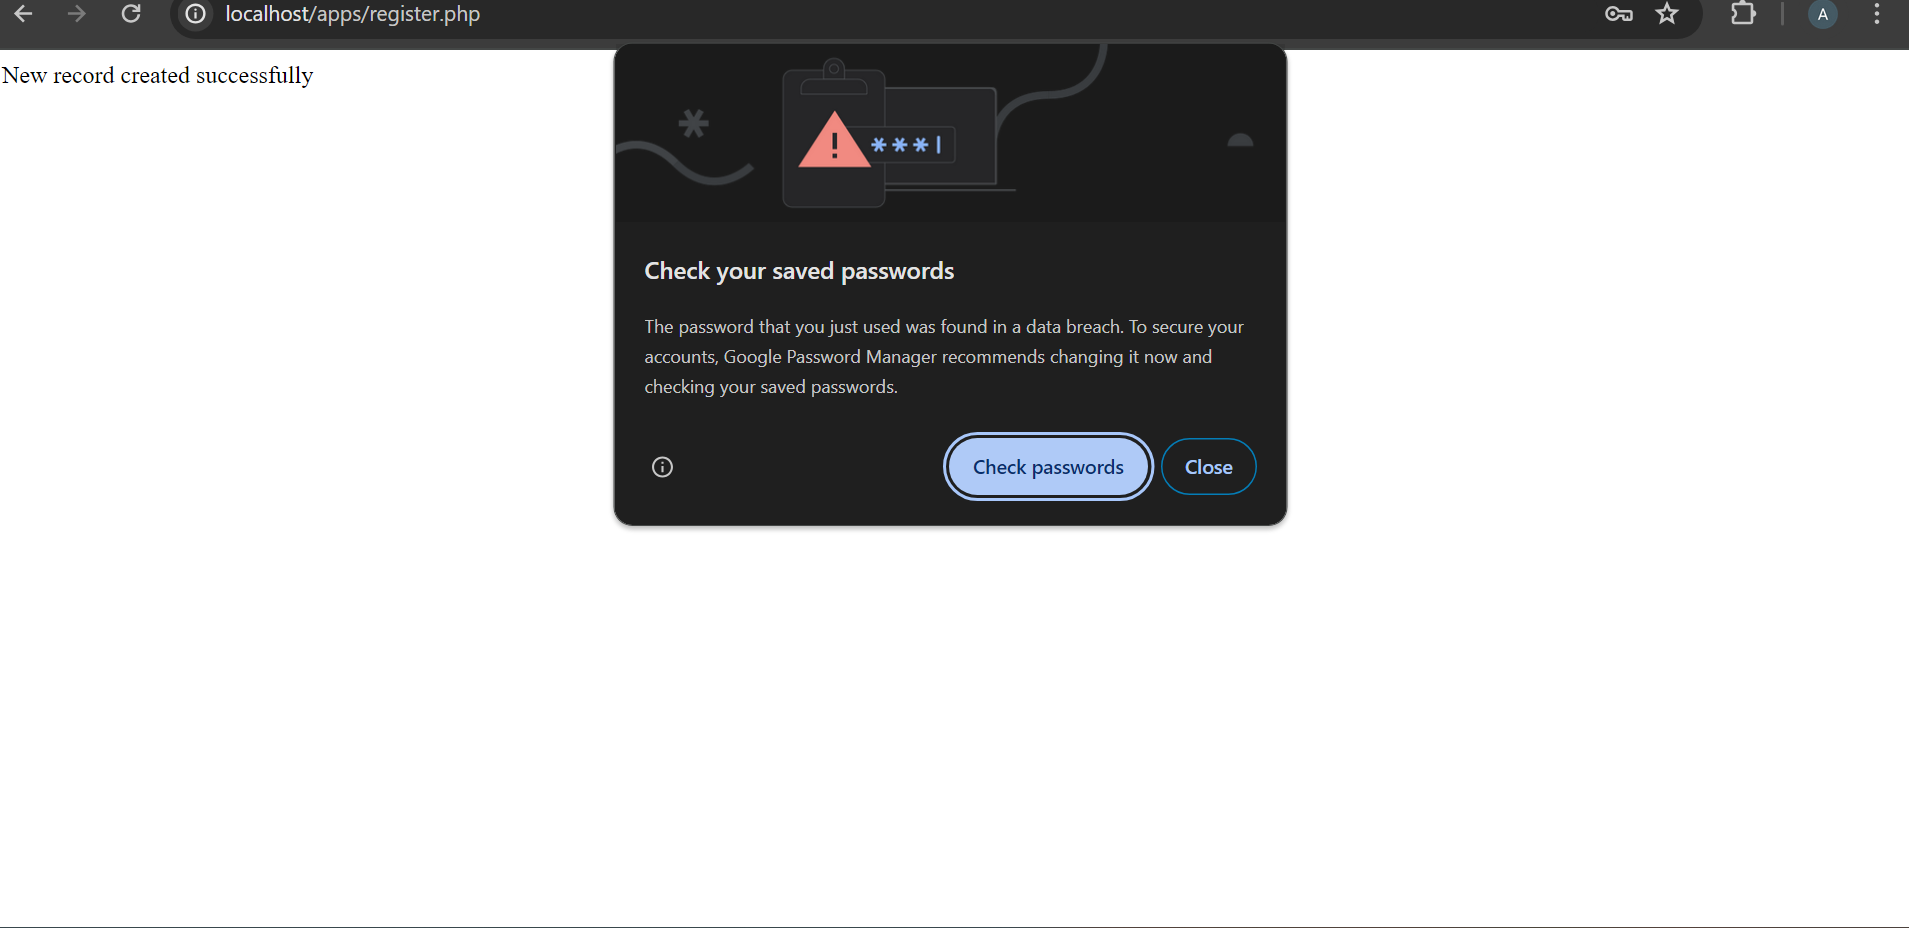 localhost/apps/register.php
A
New record created successfully
***|
Check your saved passwords
The password that you just used was found in a data breach. To secure your
accounts, Google Password Manager recommends changing it now and
checking your saved passwords.
Check passwords
Close